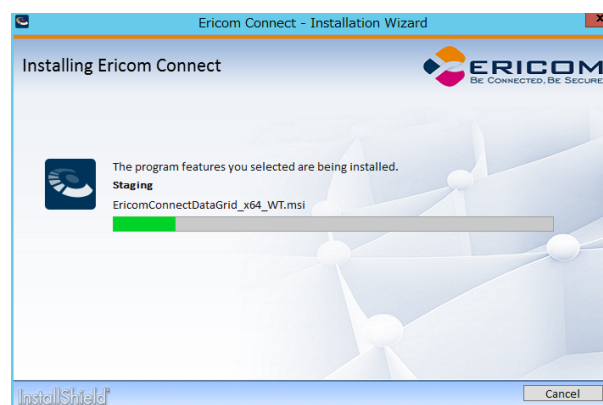 Ericom Connect - Installation Wizard
x
Installing Ericom Connect
ERICOM
BE CONNECTED. BE SECURE
The program features you selected are being installed.
Staging
EricomConnectDataGrid_x64_WT.msi
InstallShield
Cancel